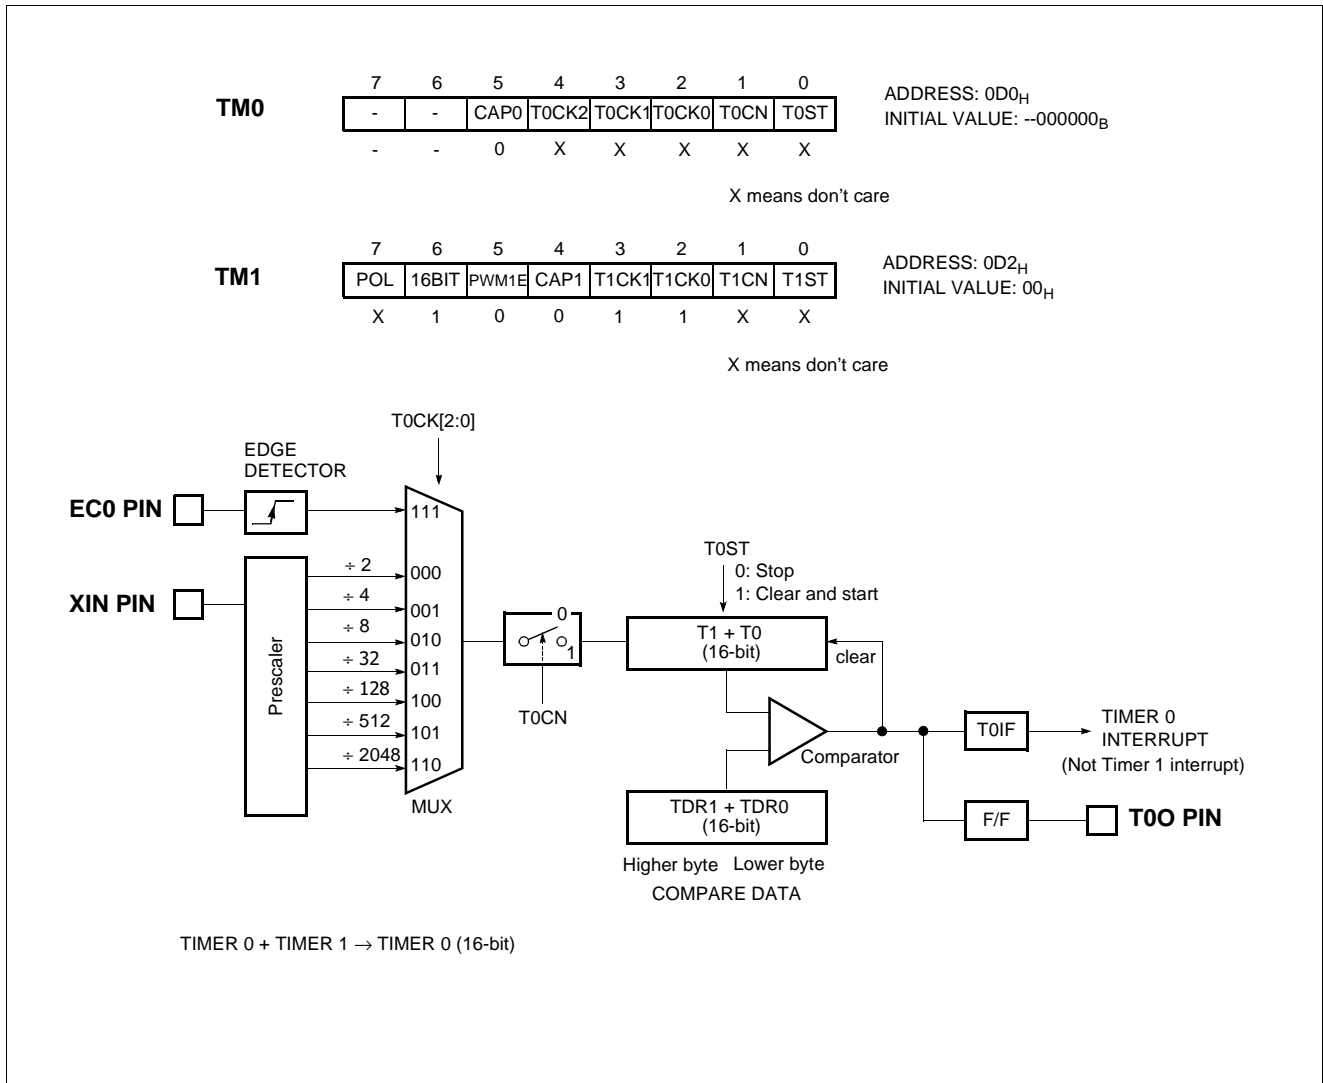 7 6 5 4 3 2 1 0
TM0
- - CAP0 T0CK2 T0CK1 T0CK0 T0CN T0ST
ADDRESS: 0D0H
INITIAL VALUE: --000000B
- - 0 X X X X X
X means don't care
7 6 5 4 3 2 1 0
TM1
POL 16BIT PWM1E CAP1 T1CK1 T1CK0 T1CN T1ST
ADDRESS: 0D2H
INITIAL VALUE: 00H
X 1 0 0 1 1 X X
X means don't care
T0CK[2:0]
EDGE
DETECTOR
EC0 PIN
111
XIN PIN
Prescaler
÷ 2
000
÷ 4
001
÷ 8
010
÷ 32
011
÷ 128
100
÷ 512
101
÷ 2048
110
MUX
0
1
T0CN
T0ST
0: Stop
1: Clear and start
T1 + T0
(16-bit)
clear
Comparator
T0IF
TIMER 0
INTERRUPT
(Not Timer 1 interrupt)
TDR1 + TDR0
(16-bit)
F/F
T0O PIN
Higher byte Lower byte
COMPARE DATA
TIMER 0 + TIMER 1 → TIMER 0 (16-bit)